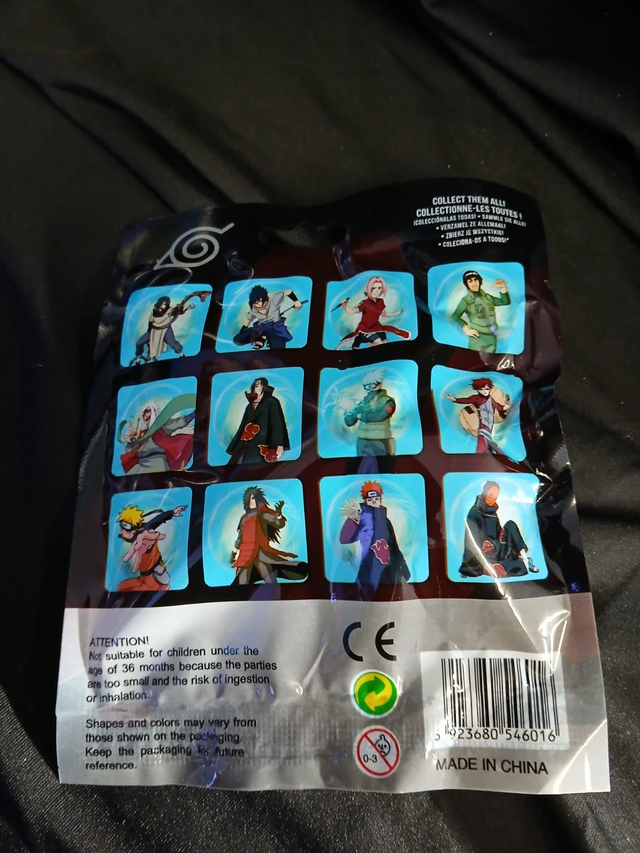 COLLECT THEM ALL!
COLLECTIONNE-LES TOUTES !
¡COLECCIÓNALAS TODAS! • SAMMLE SIE ALLE!
• VERZAMEL ZE ALLEMAAL!
• ZBIERZ JE WSZYSTKIE!
• COLECIONA-OS A TODOS!•
ATTENTION!
Not suitable for children under the
age of 36 months because the parties
are too small and the risk of ingestion
or inhalation.
Shapes and colors may vary from
those shown on the packaging.
Keep the packaging for future
reference.
CE
0-3
923680 546016
MADE IN CHINA